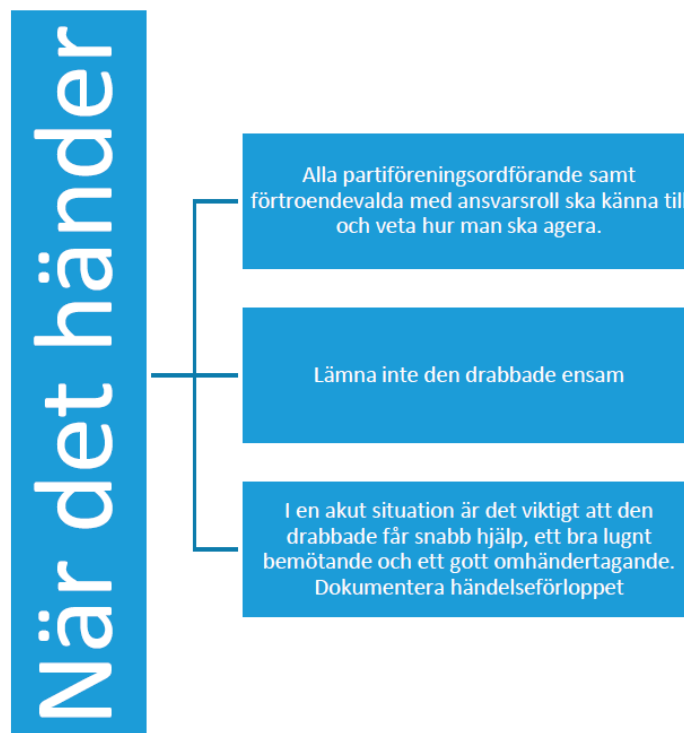 När det händer
Alla partiföreningsordförande samt
förtroendevalda med ansvarsroll ska känna till
och veta hur man ska agera.
Lämna inte den drabbade ensam
I en akut situation är det viktigt att den
drabbade får snabb hjälp, ett bra lugnt
bemötande och ett gott omhändertagande.
Dokumentera händelseförloppet